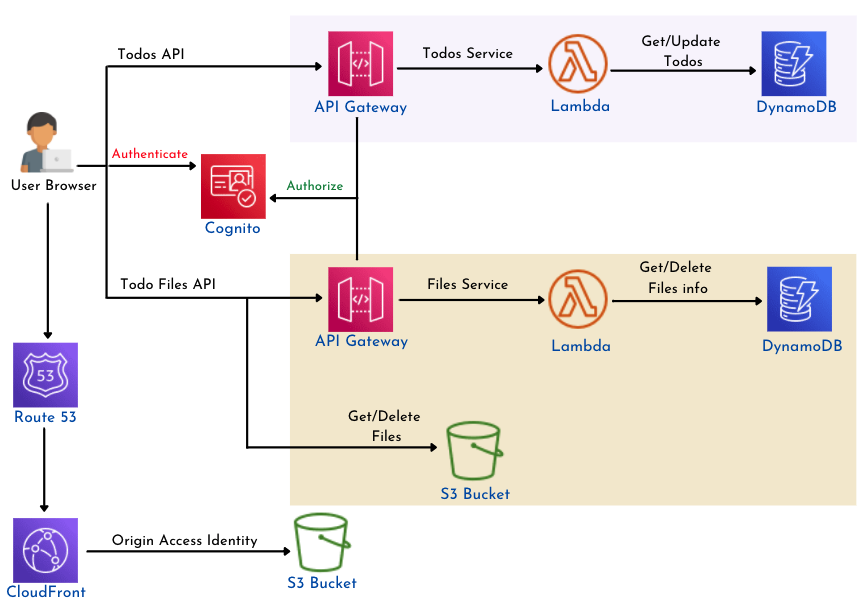 Todos API
Todos Service
Get/Update
Todos
API Gateway
Lambda
DynamoDB
Authenticate
User Browser
Authorize
Cognito
Todo Files API
Files Service
Get/Delete
Files info
API Gateway
Lambda
DynamoDB
53
Route 53
Get/Delete
Files
S3 Bucket
Origin Access Identity
CloudFront
S3 Bucket